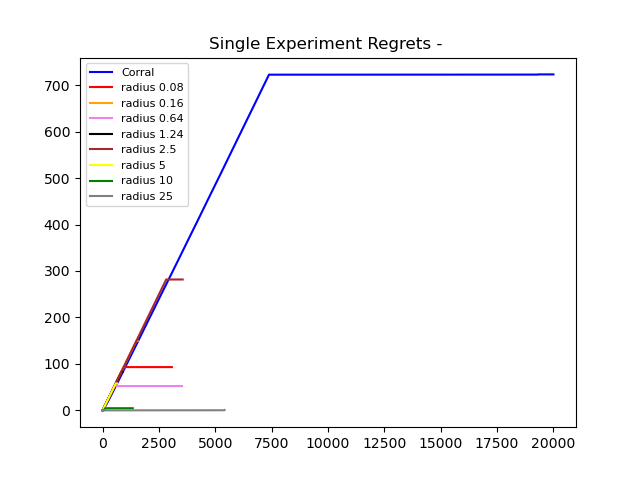 Single Experiment Regrets -
Corral
radius 0.08
radius 0.16
radius 0.64
radius 1.24
radius 2.5
radius 5
radius 10
radius 25
700
600
500
400
300
200
100
0
0 2500 5000 7500 10000 12500 15000 17500 20000